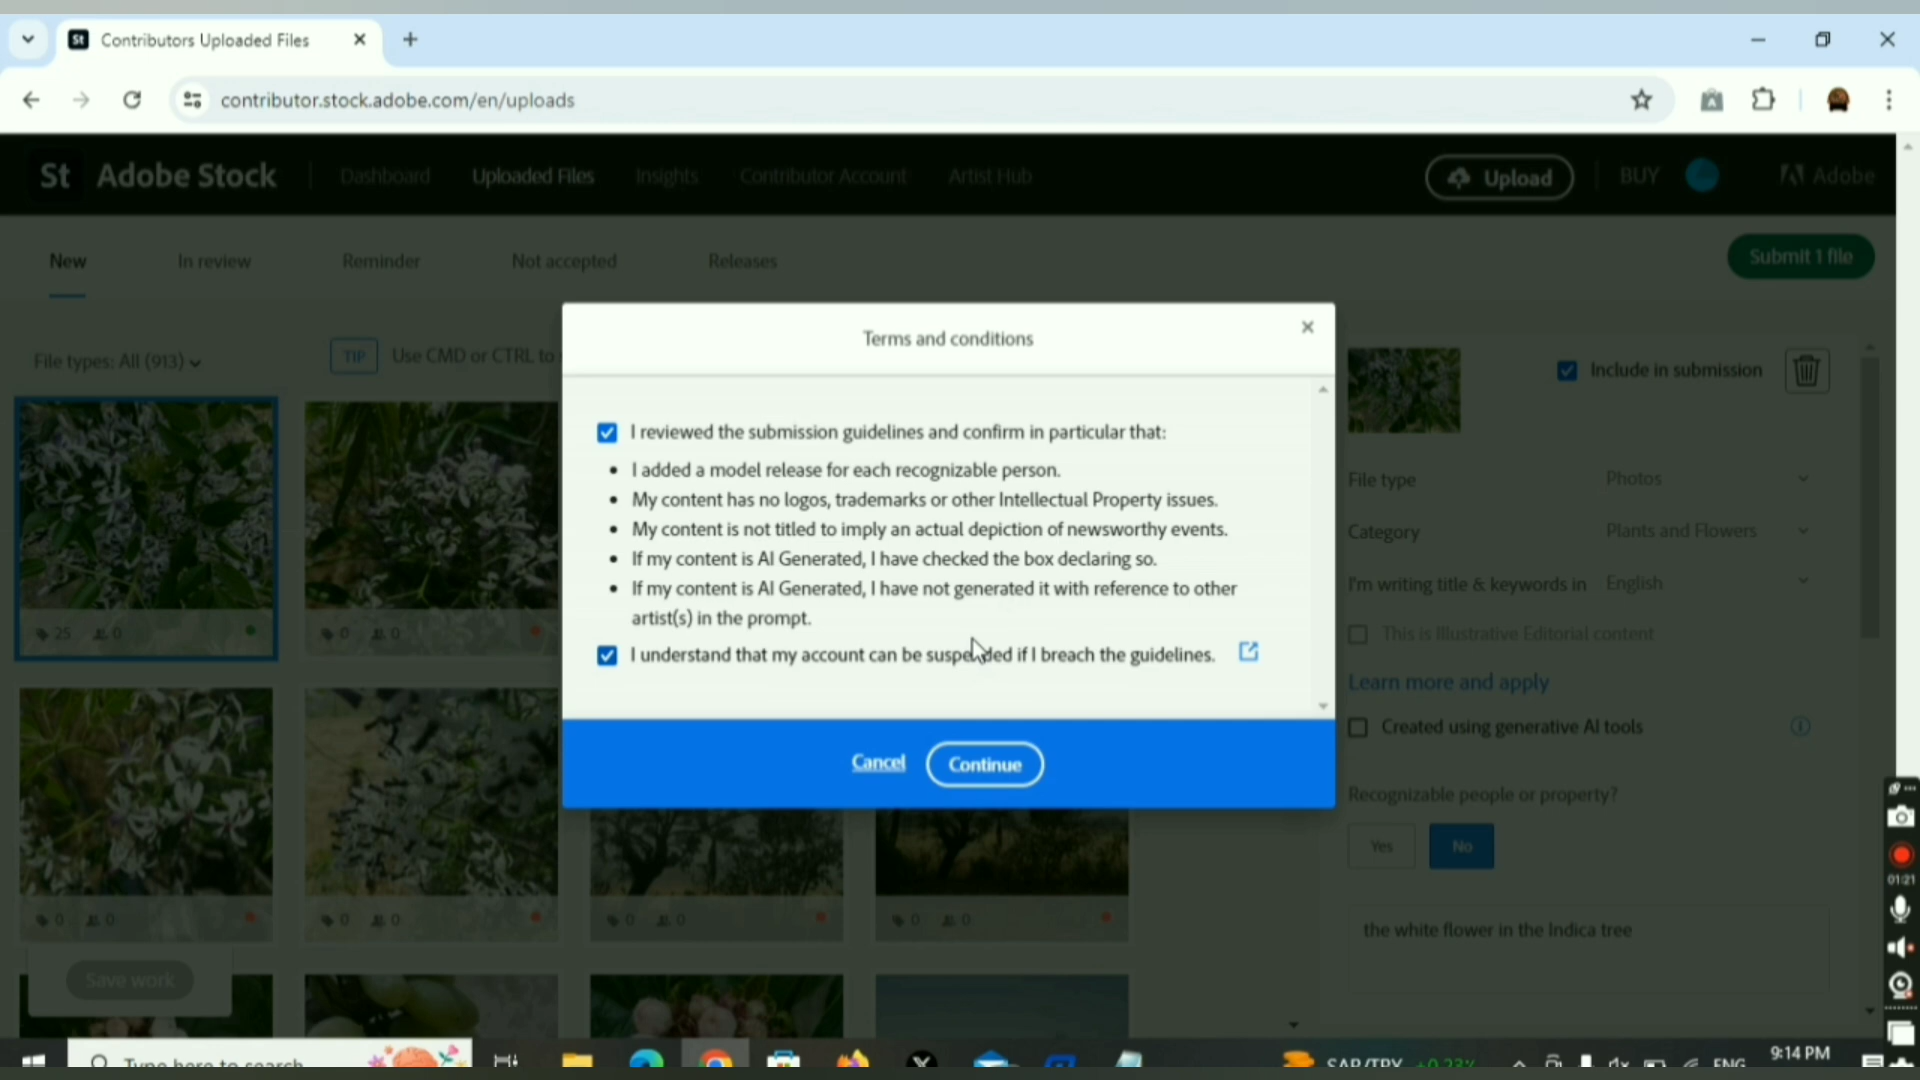 St Contributors Uploaded Files
contributor.stock.adobe.com/en/uploads
St Adobe Stock Dashboard Uploaded Files Insights Contributor Account Artist Hub Upload BUY Adobe
New In review Reminder Not accepted Releases Submit 1 file
File types: All (913) TIP Use CMD or CTRL to
Terms and conditions
I reviewed the submission guidelines and confirm in particular that:
• I added a model release for each recognizable person.
• My content has no logos, trademarks or other Intellectual Property issues.
• My content is not titled to imply an actual depiction of newsworthy events.
• If my content is AI Generated, I have checked the box declaring so.
• If my content is AI Generated, I have not generated it with reference to other
artist(s) in the prompt.
I understand that my account can be suspended if I breach the guidelines.
Cancel Continue
Include in submission
File type Photos
Category Plants and Flowers
I'm writing title & keywords in English
This is Illustrative Editorial content
Learn more and apply
Created using generative AI tools
Recognizable people or property?
Yes No
the white flower in the Indica tree
25 0
0 0
0 0
0 0
0 0
0 0
Save work
01:21
Type here to search
SAR/TRY +0.23%
ENG
9:14 PM